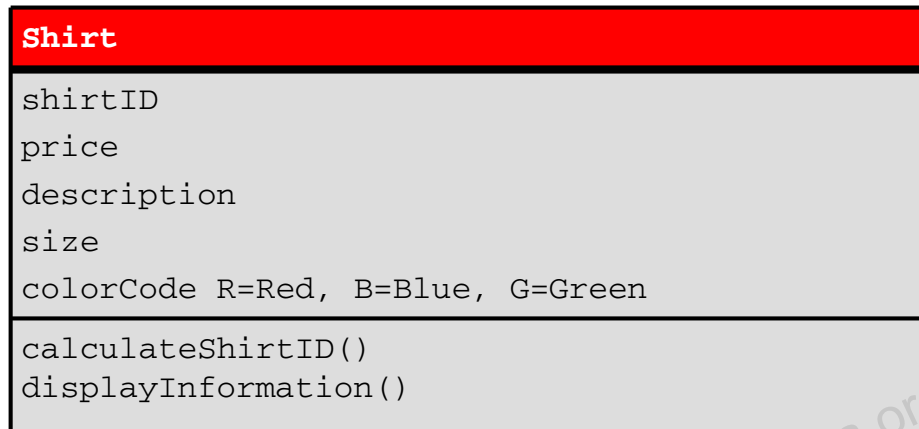 Shirt
shirtID
price
description
size
colorCode R=Red, B=Blue, G=Green
calculateShirtID()
displayInformation()